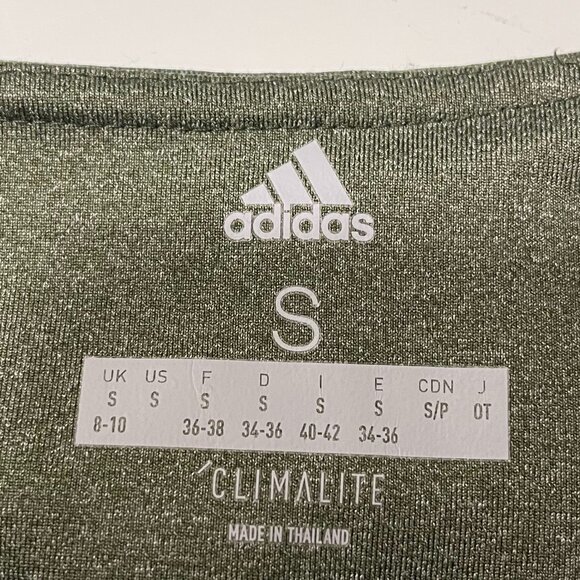 adidas
S
UK US F D I E CDN J
S S S S S S S/P OT
8-10 36-38 34-36 40-42 34-36
CLIMALITE
MADE IN THAILAND